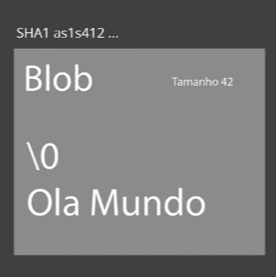 SHA1 as1s412 ...
Blob
Tamanho 42
\0
Ola Mundo